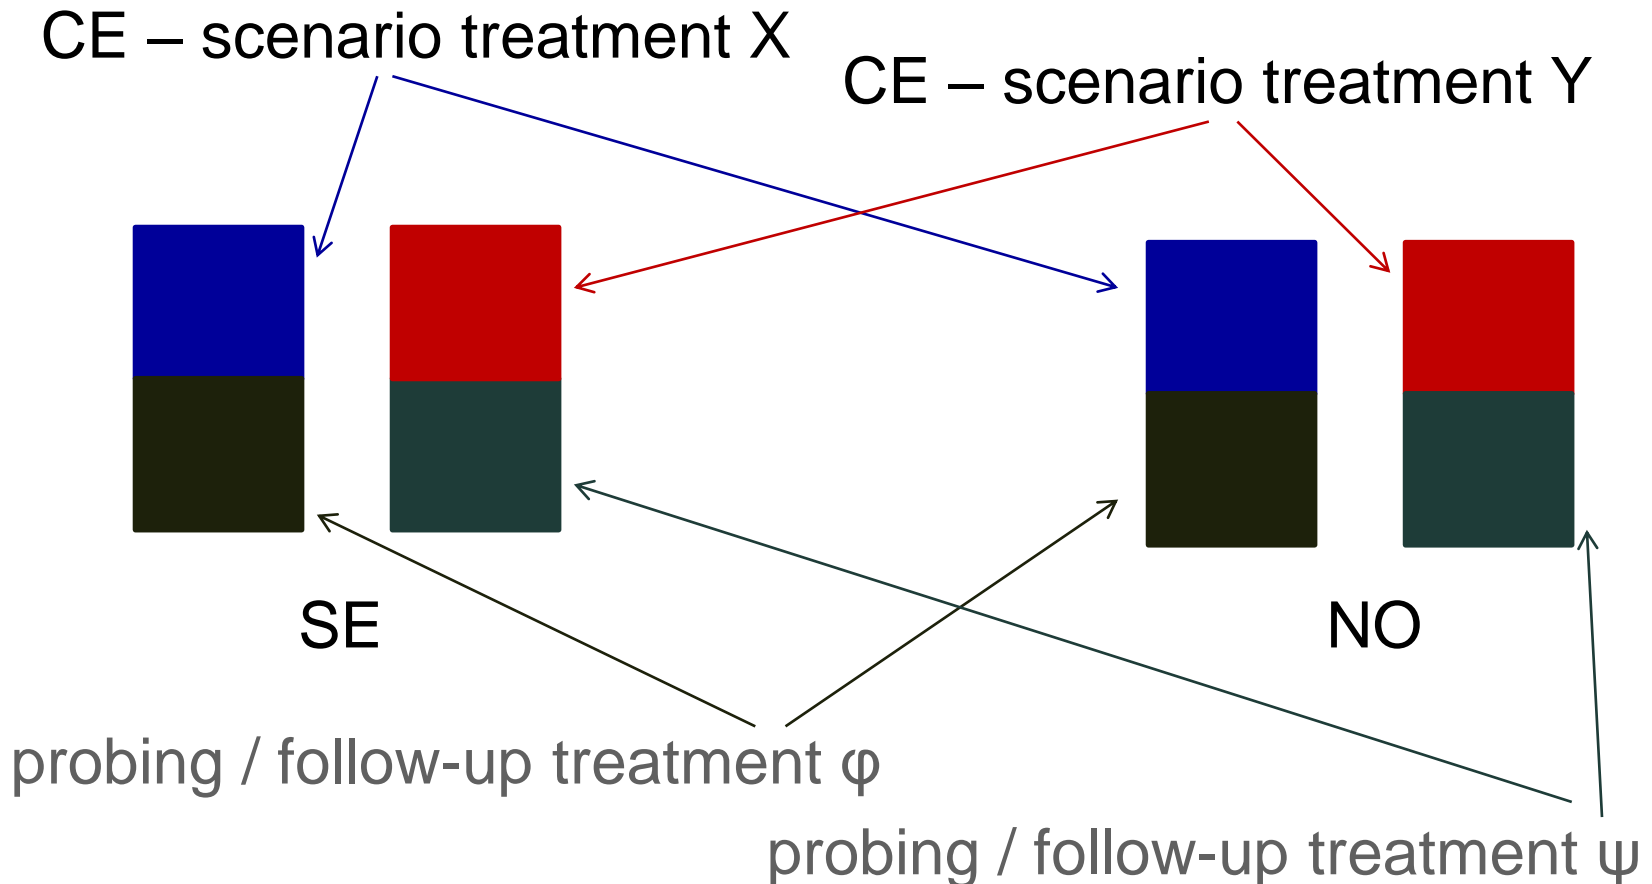 CE – scenario treatment X
CE – scenario treatment Y
SE
NO
probing / follow-up treatment φ
probing / follow-up treatment ψ